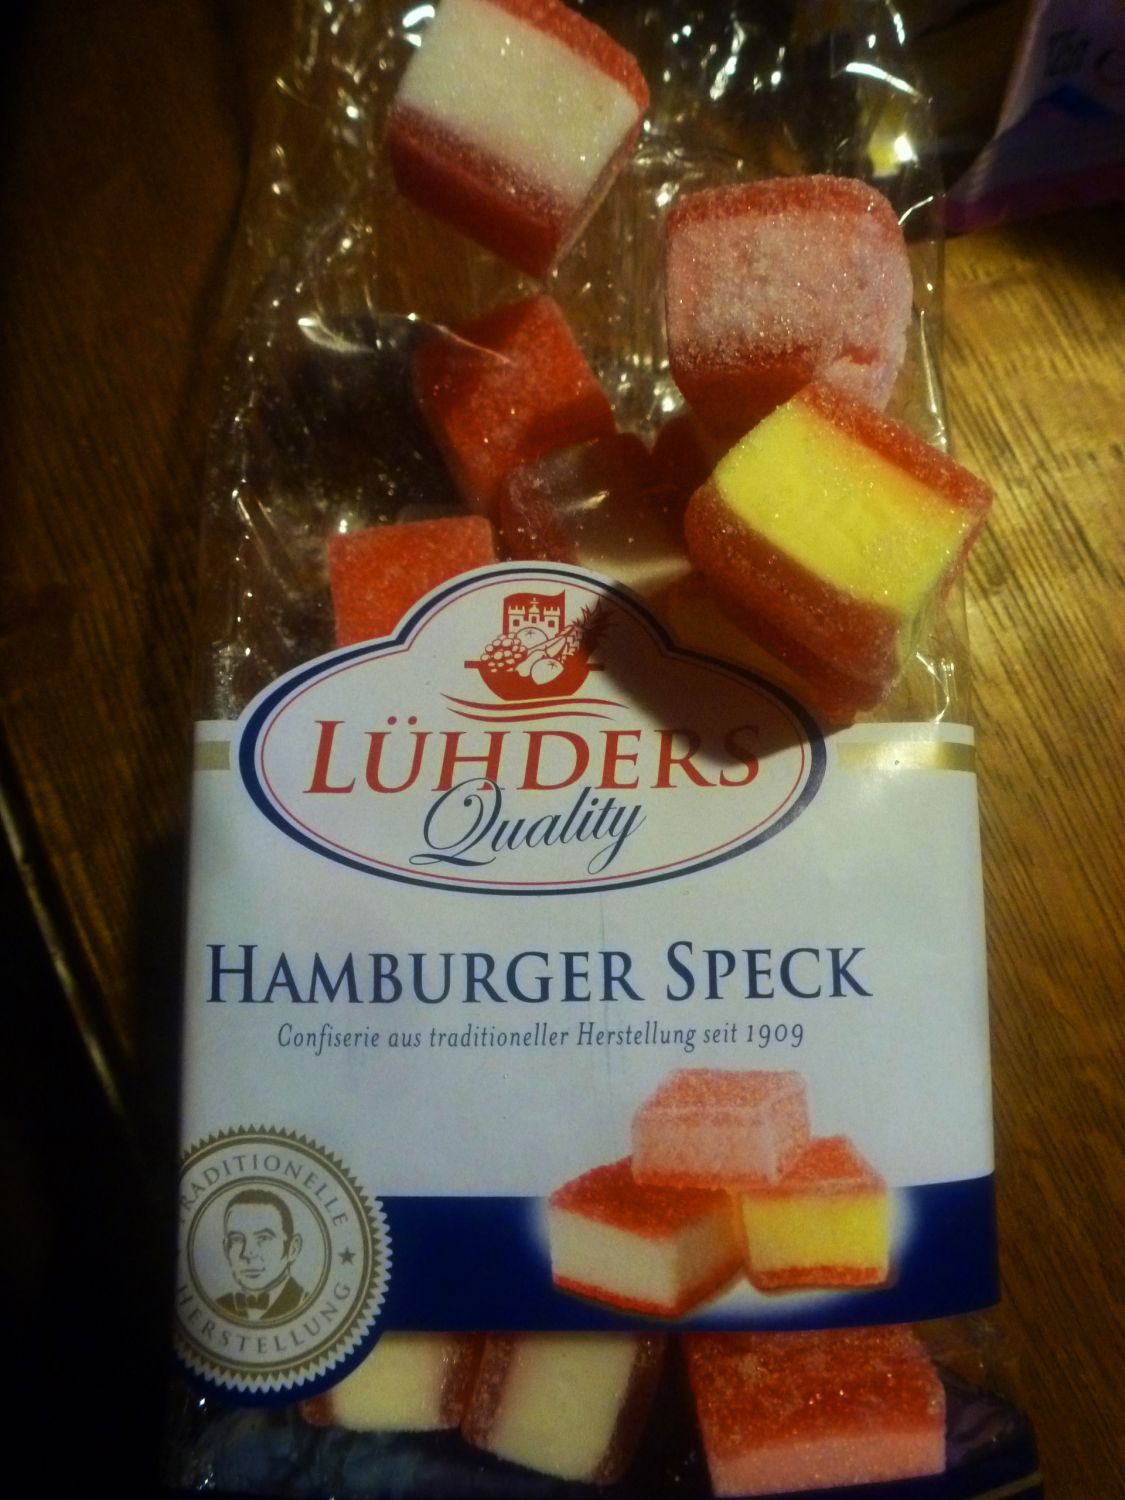 LÜHDERS
Quality
HAMBURGER SPECK
Confiserie aus traditioneller Herstellung seit 1909
TRADITIONELLE
HERSTELLUNG